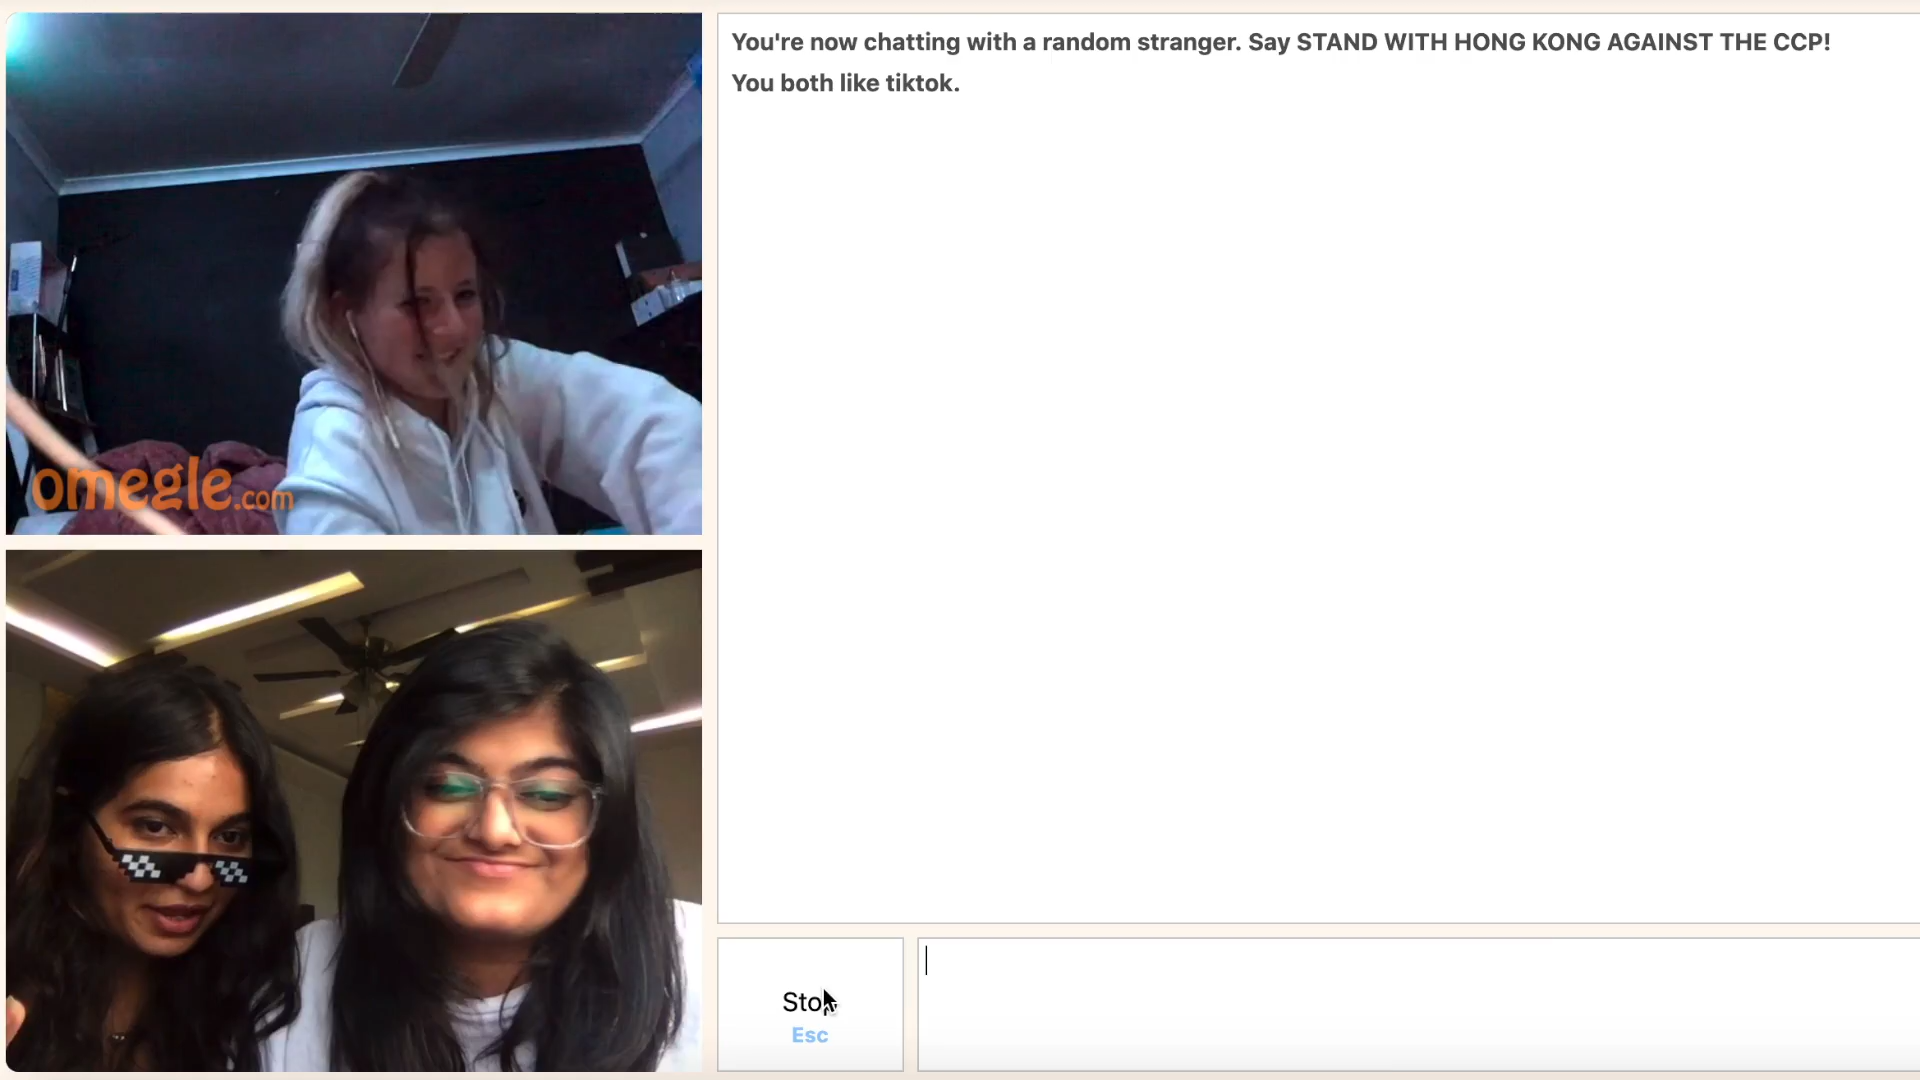 You're now chatting with a random stranger. Say STAND WITH HONG KONG AGAINST THE CCP!
You both like tiktok.
omegle.com
Sto
Esc